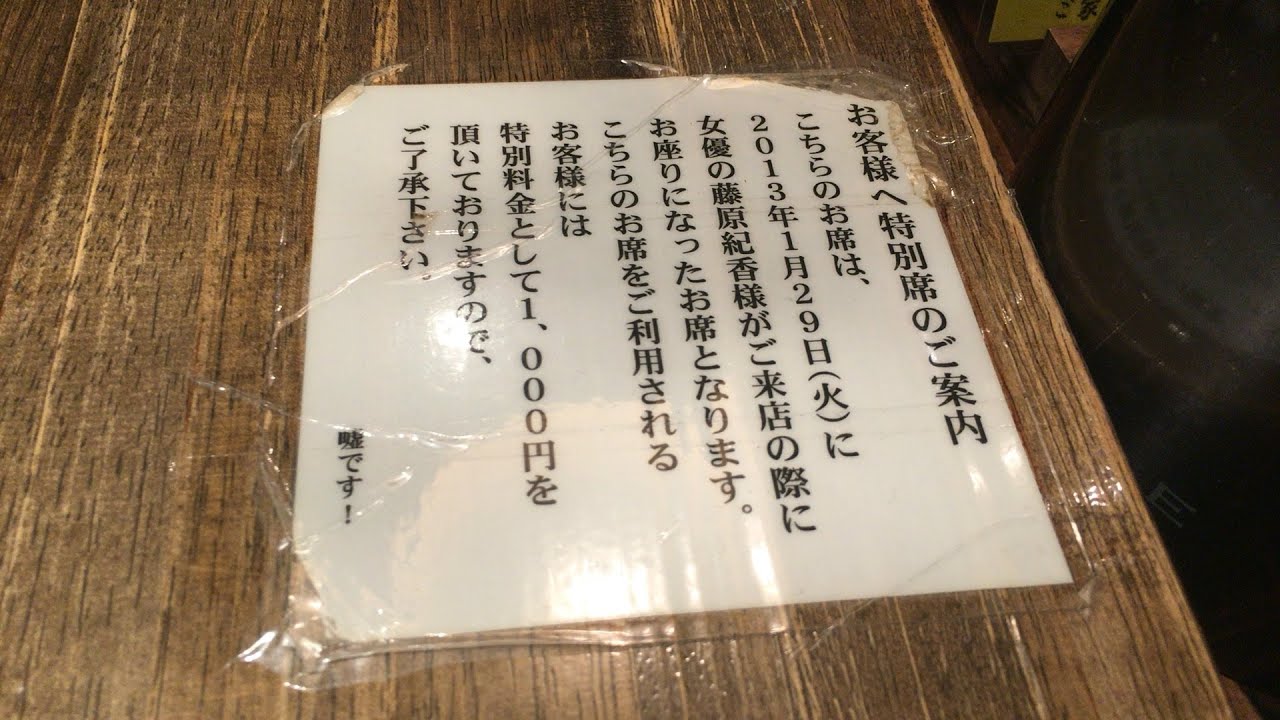 お客様へ特別席のご案内
こちらのお席は、
2013年1月29日(火)に
女優の藤原紀香様がご来店の際に
お座りになったお席となります。
こちらのお席をご利用される
お客様には
特別料金として1、000円を
頂いておりますので、
ご了承下さい。
嘘です!